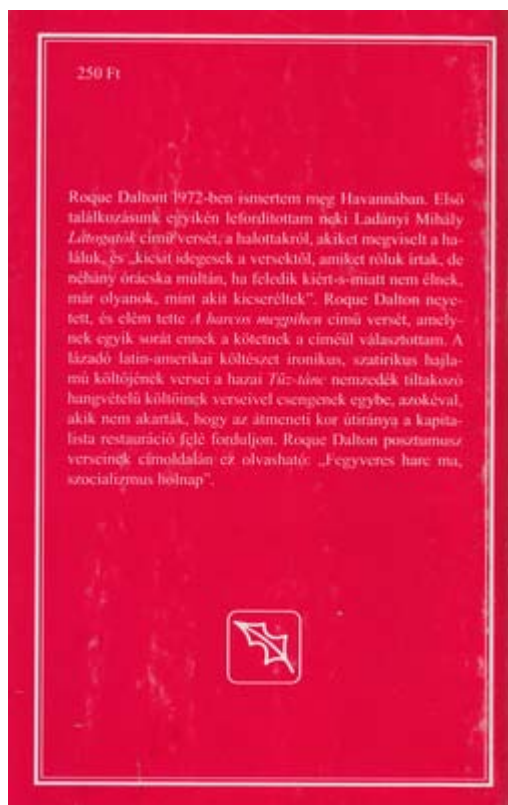 250 Ft
Roque Daltont 1972-ben ismertem meg Havannában. Első
találkozásunk egyikén lefordítottam neki Ladányi Mihály
Látogatók című versét, a halottakról, akiket megviselt a ha-
láluk, és „kicsit idegesek a versektől, amiket róluk írtak, de
néhány órácska múltán, ha feledik kiért-s-miatt nem élnek,
már olyanok, mint akit kicseréltek”. Roque Dalton neve-
tett, és elém tette A harcos megpihen című versét, amely-
nek egyik sorát ennek a kötetnek a címéül választottam. A
lázadó latin-amerikai költészet ironikus, szatirikus hajla-
mú költőjének versei a hazai Tűz-tánc nemzedék tiltakozó
hangvételű költőinek verseivel csengenek egybe, azokéval,
akik nem akarták, hogy az átmeneti kor útiránya a kapita-
lista restauráció felé forduljon. Roque Dalton posztumusz
verseinek címoldalán ez olvasható: „Fegyveres harc ma,
szocializmus holnap”.